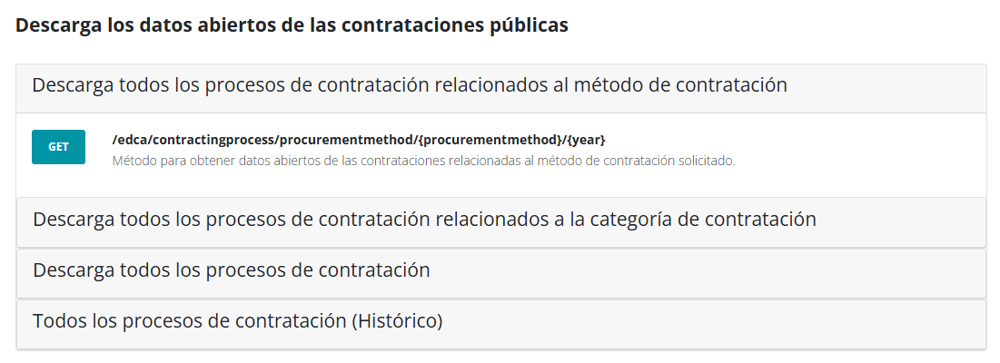 Descarga los datos abiertos de las contrataciones públicas
Descarga todos los procesos de contratación relacionados al método de contratación
GET
/edca/contractingprocess/procurementmethod/{procurementmethod}/{year}
Método para obtener datos abiertos de las contrataciones relacionadas al método de contratación solicitado.
Descarga todos los procesos de contratación relacionados a la categoría de contratación
Descarga todos los procesos de contratación
Todos los procesos de contratación (Histórico)